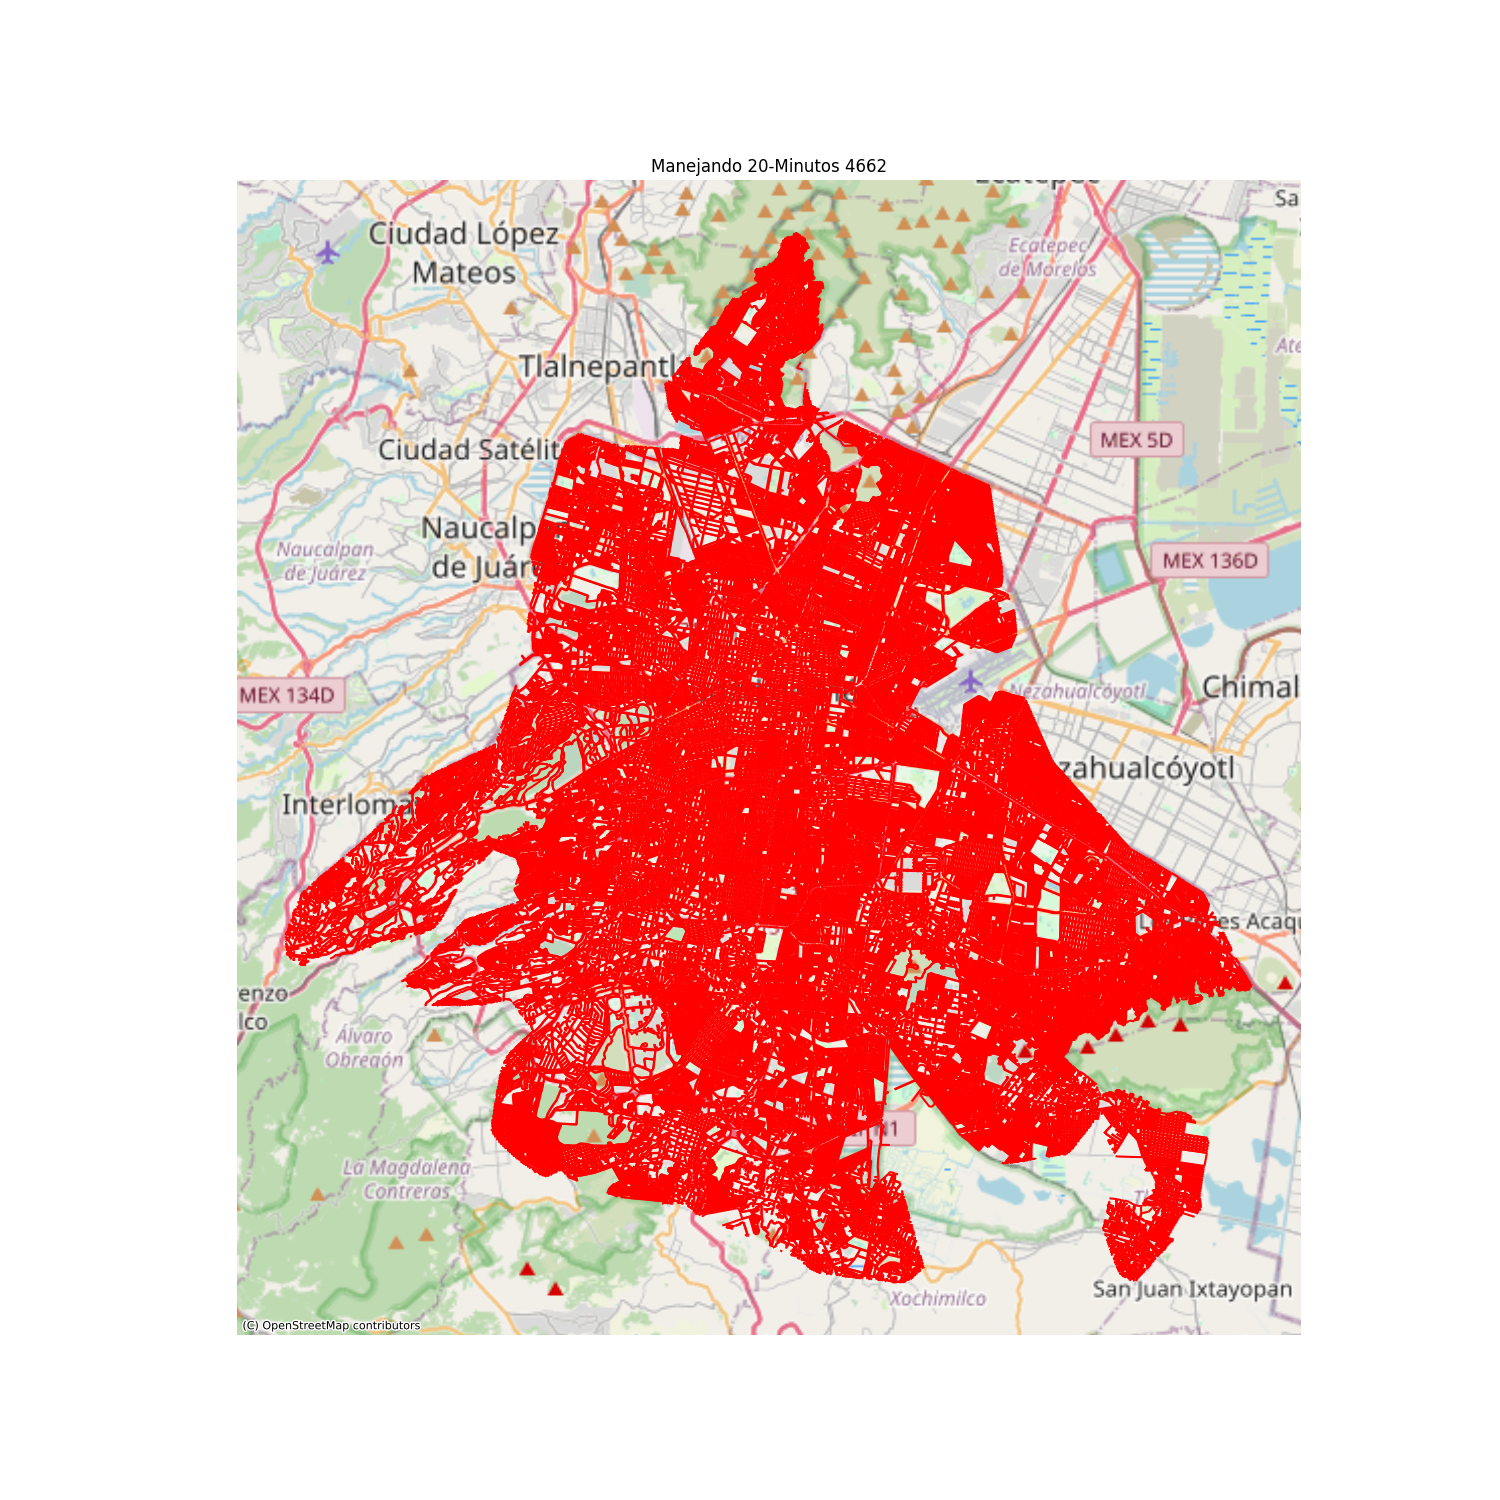 Manejando 20-Minutos 4662
Sa
Ciudad López
Mateos
Ecatepec
de Morelos
Ate
Tlalnepantl
MEX 5D
Ciudad Satélit
Naucalp
de Juár
Naucalpan
de Juárez
MEX 136D
MEX 134D
Nezahualcóyotl
Chimal
zahualcóyotl
Interloma
es Acaqu
enzo
lco
Álvaro
Obregón
N1
La Magdalena
Contreras
San Juan Ixtayopan
Xochimilco
(C) OpenStreetMap contributors